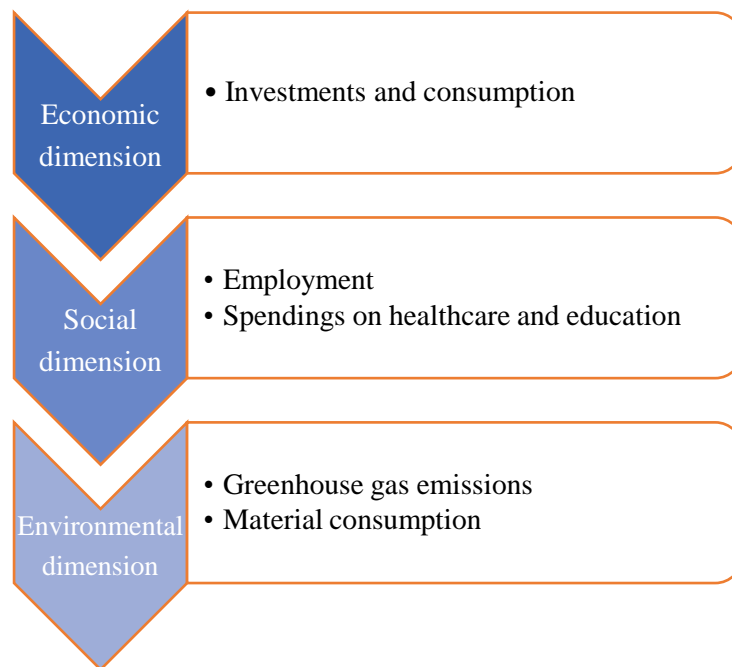 Economic
dimension
• Investments and consumption
Social
dimension
• Employment
• Spendings on healthcare and education
Environmental
dimension
• Greenhouse gas emissions
• Material consumption